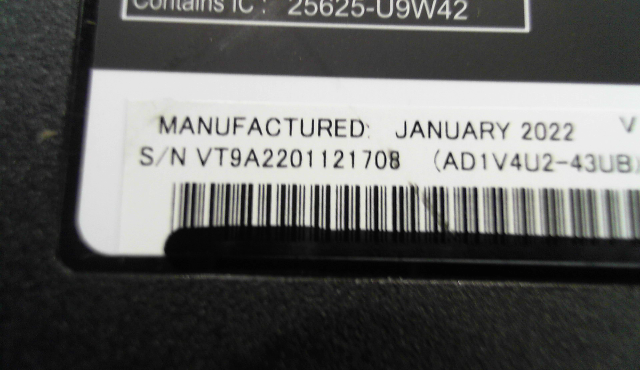 Contains IC: 25625-U9W42
MANUFACTURED: JANUARY 2022 V
S/N VT9A2201121708 (AD1V4U2-43UB)